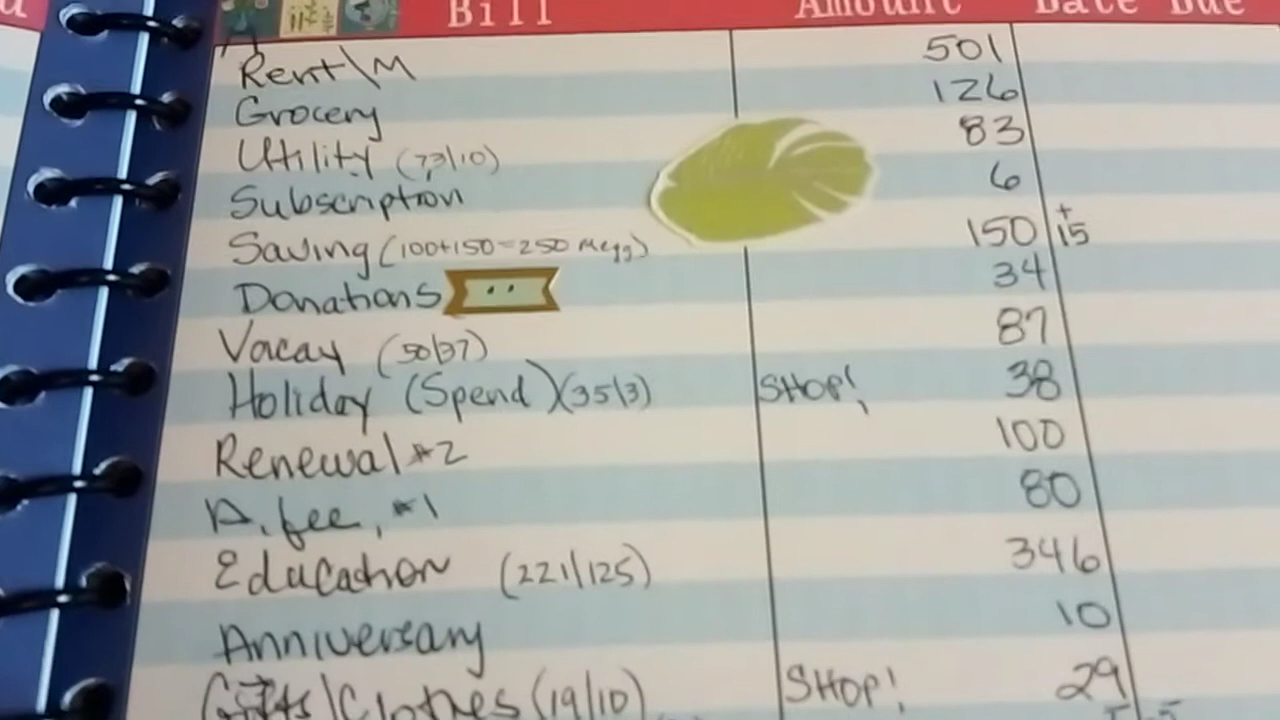 Bill Amount Date Due
Rent\M 501
Grocery 126
Utility (73\10) 83
Subscription 6
Saving (100+150=250 Megg) 150 +15
Donations 34
Vacay (50\37) 87
Holiday (Spend) (35\3) SHOP! 38
Renewal #2 100
A. fee, #1 80
Education (221/125) 346
Anniversary 10
Gifts\Clothes (19/10) SHOP! 29